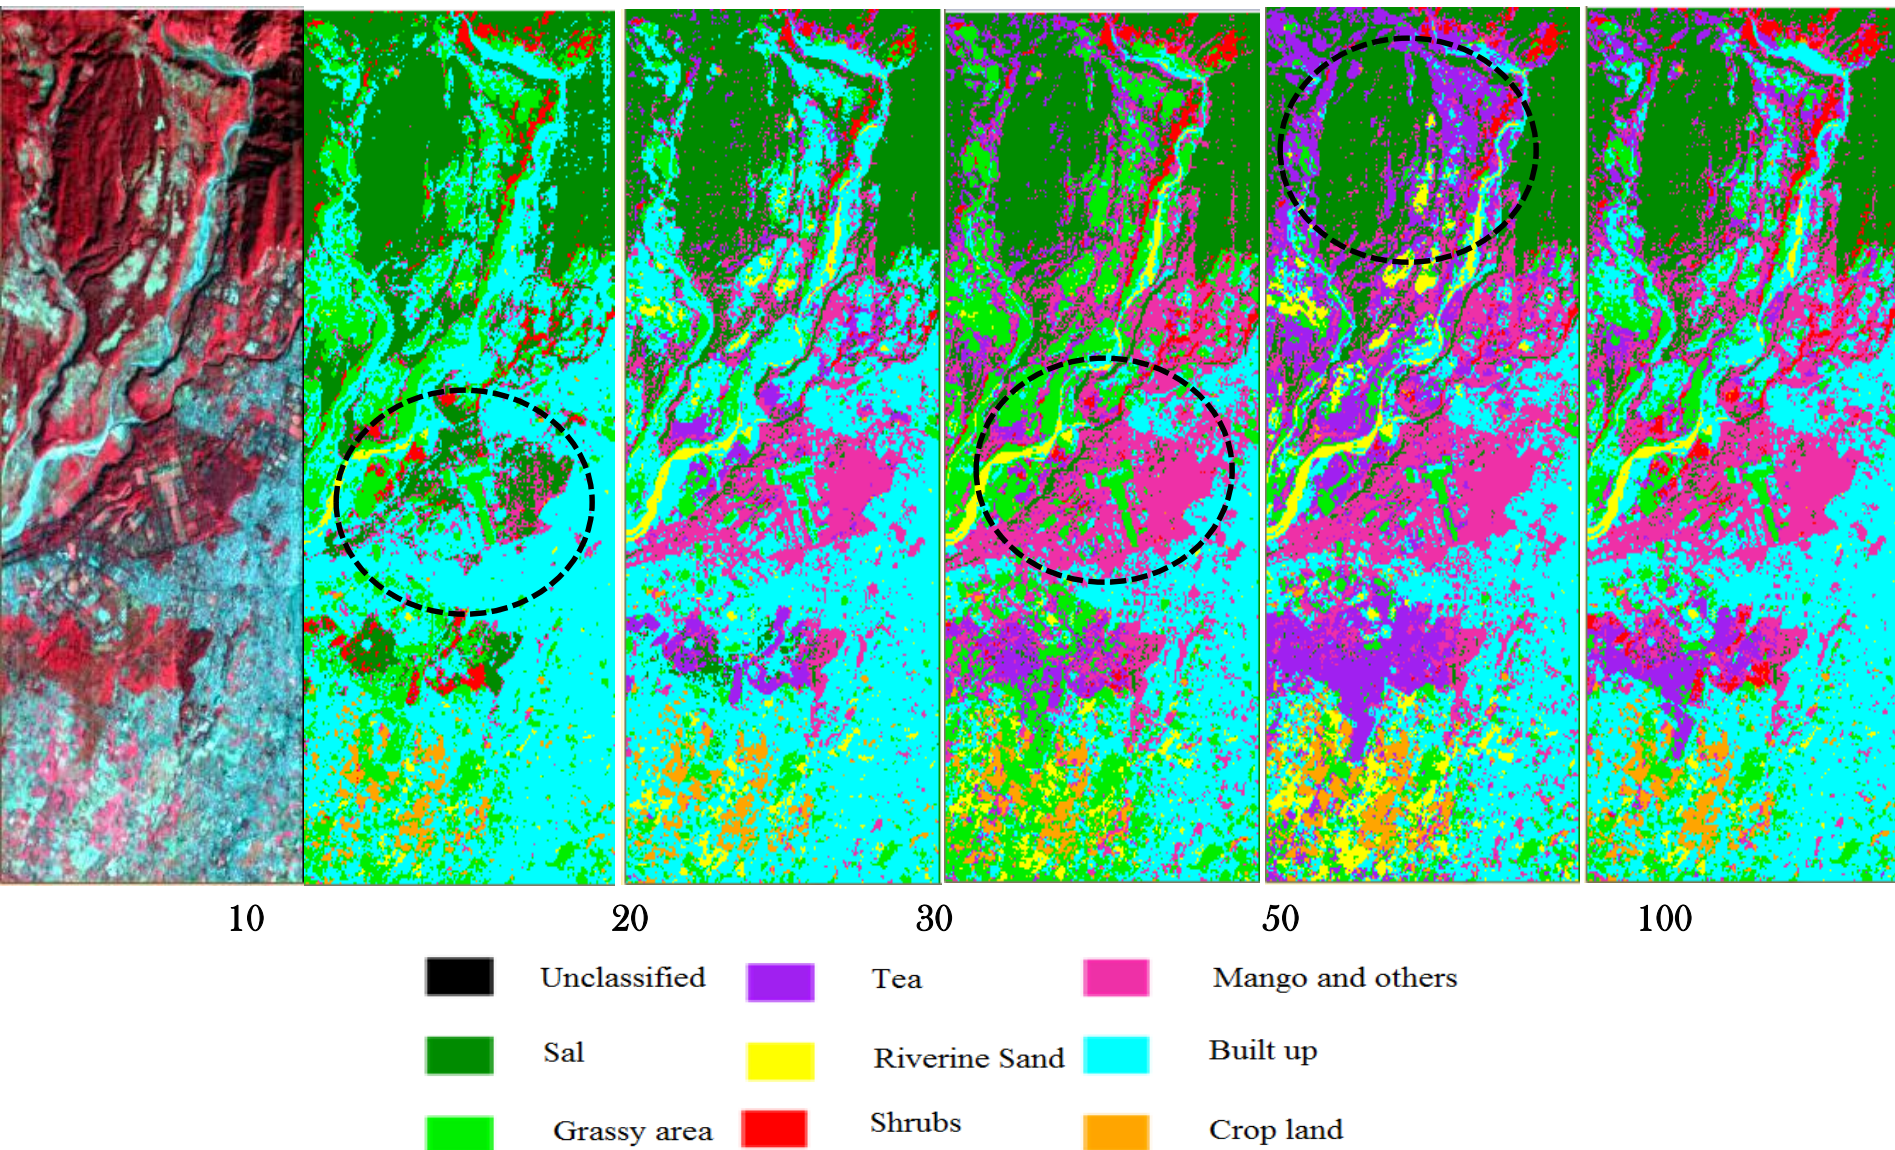 10 20 30 50 100
Unclassified Tea Mango and others
Sal Riverine Sand Built up
Grassy area Shrubs Crop land